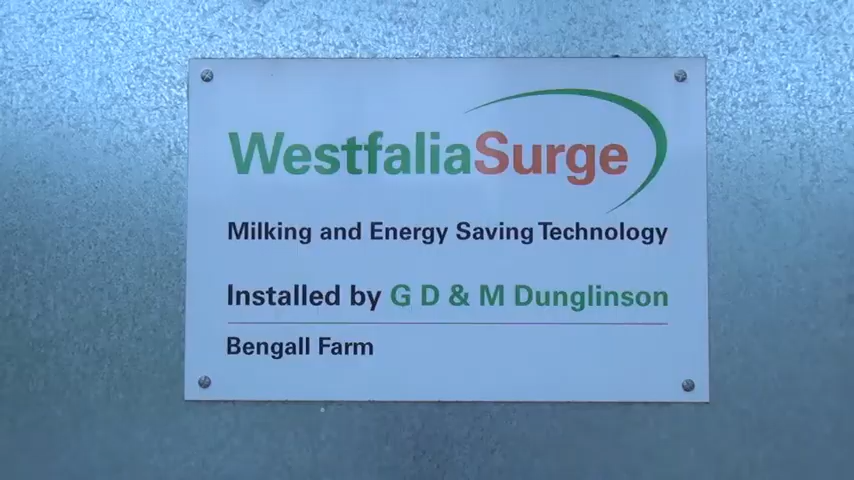 WestfaliaSurge
Milking and Energy Saving Technology
Installed by G D & M Dunglinson
Bengall Farm